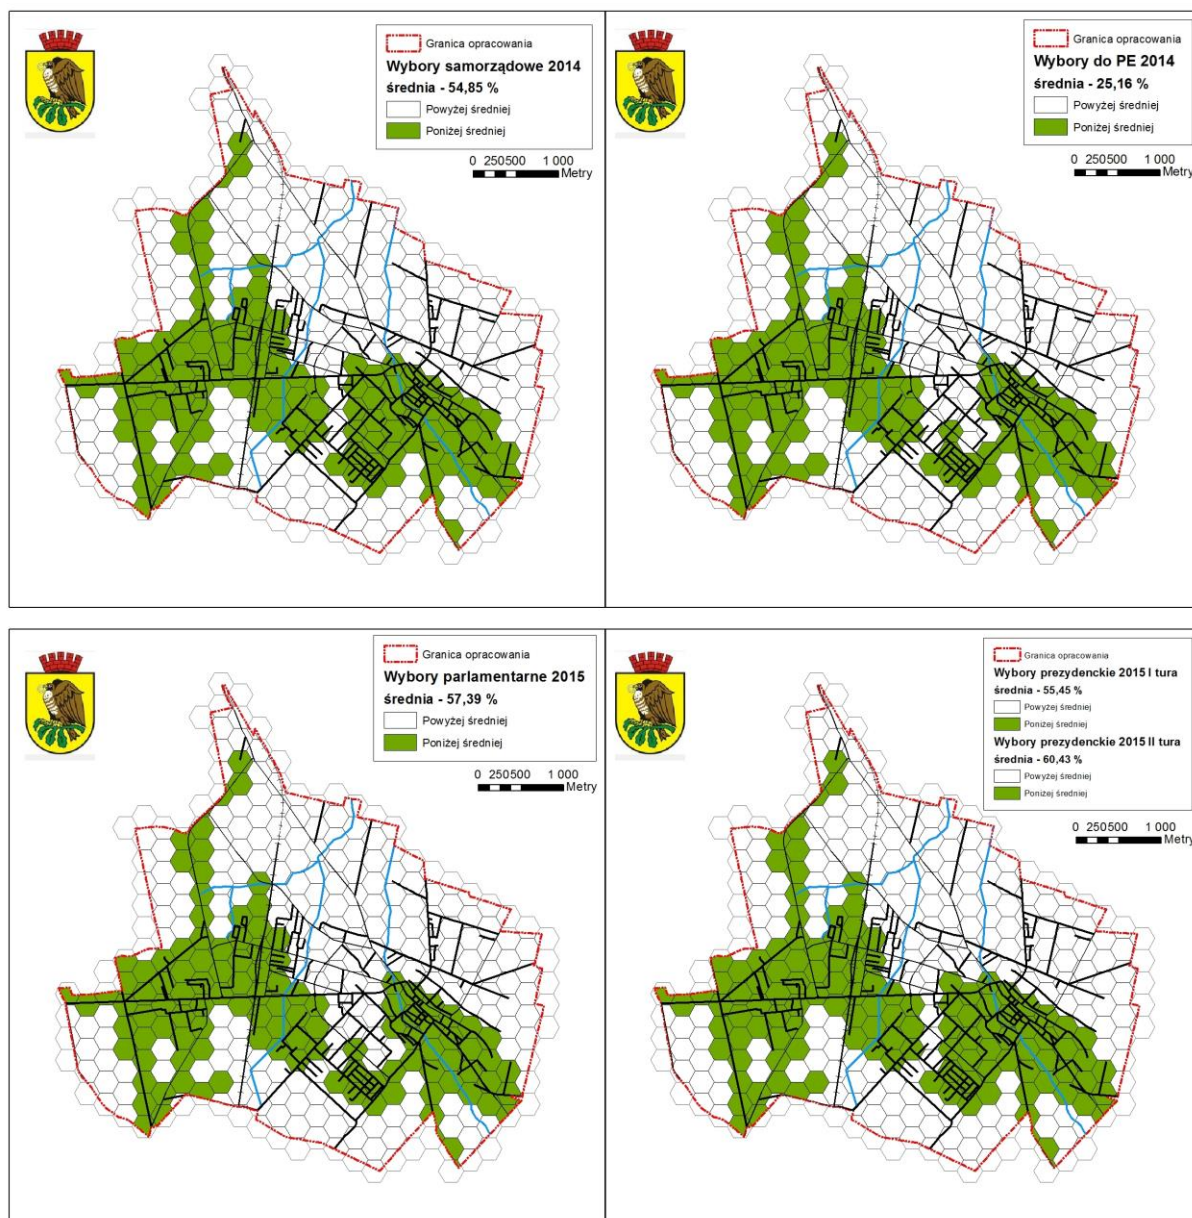 Granica opracowania
Wybory samorządowe 2014
średnia - 54,85 %
Powyżej średniej
Poniżej średniej
0 250500 1 000
Metry
Granica opracowania
Wybory do PE 2014
średnia - 25,16 %
Powyżej średniej
Poniżej średniej
0 250500 1 000
Metry
Granica opracowania
Wybory parlamentarne 2015
średnia - 57,39 %
Powyżej średniej
Poniżej średniej
0 250500 1 000
Metry
Granica opracowania
Wybory prezydenckie 2015 I tura
średnia - 55,45 %
Powyżej średniej
Poniżej średniej
Wybory prezydenckie 2015 II tura
średnia - 60,43 %
Powyżej średniej
Poniżej średniej
0 250500 1 000
Metry